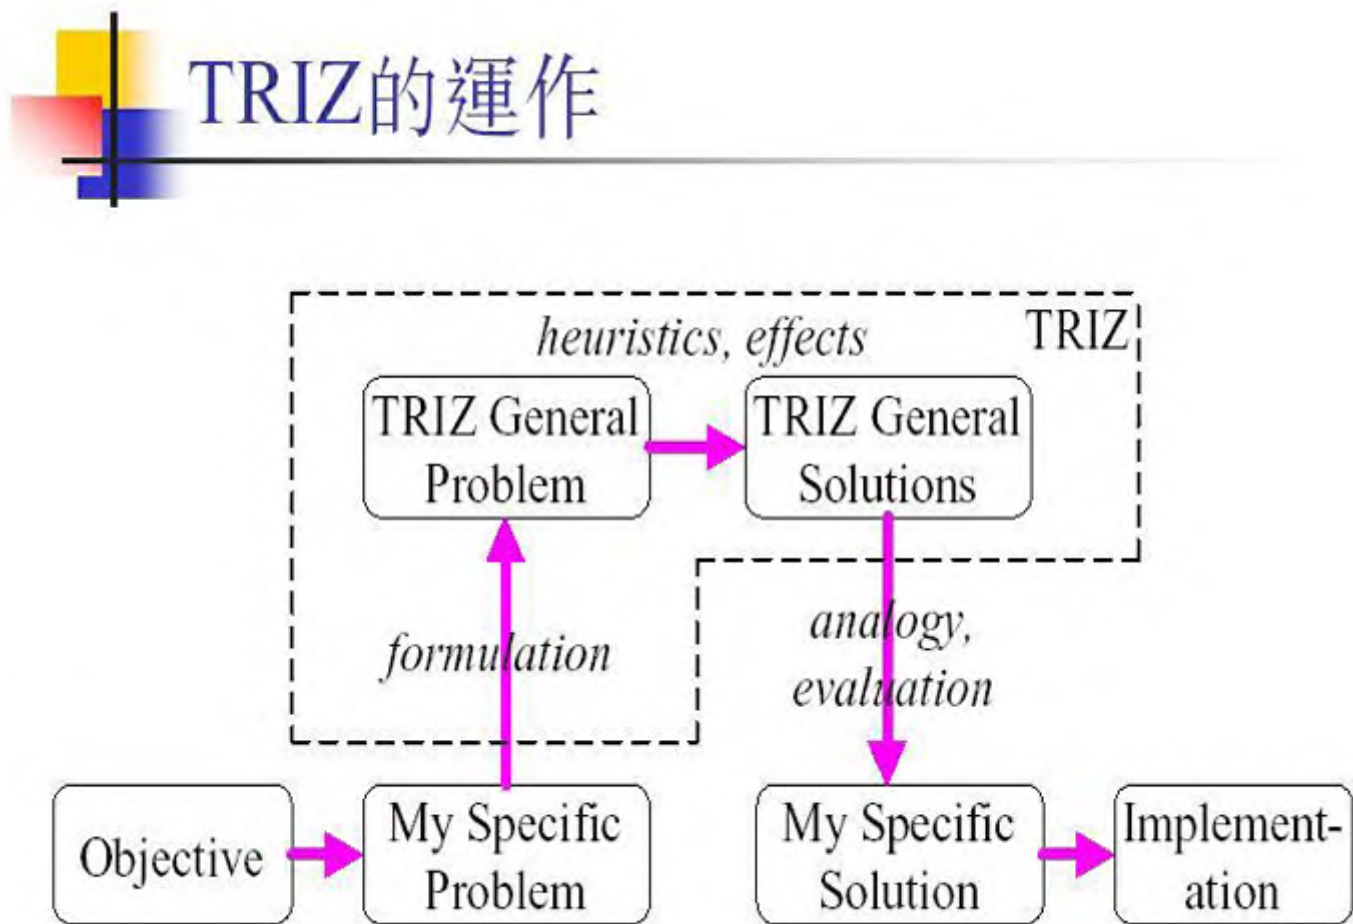 TRIZ的運作
heuristics, effects
TRIZ
TRIZ General
Problem
TRIZ General
Solutions
formulation
analogy,
evaluation
Objective
My Specific
Problem
My Specific
Solution
Implement-
ation